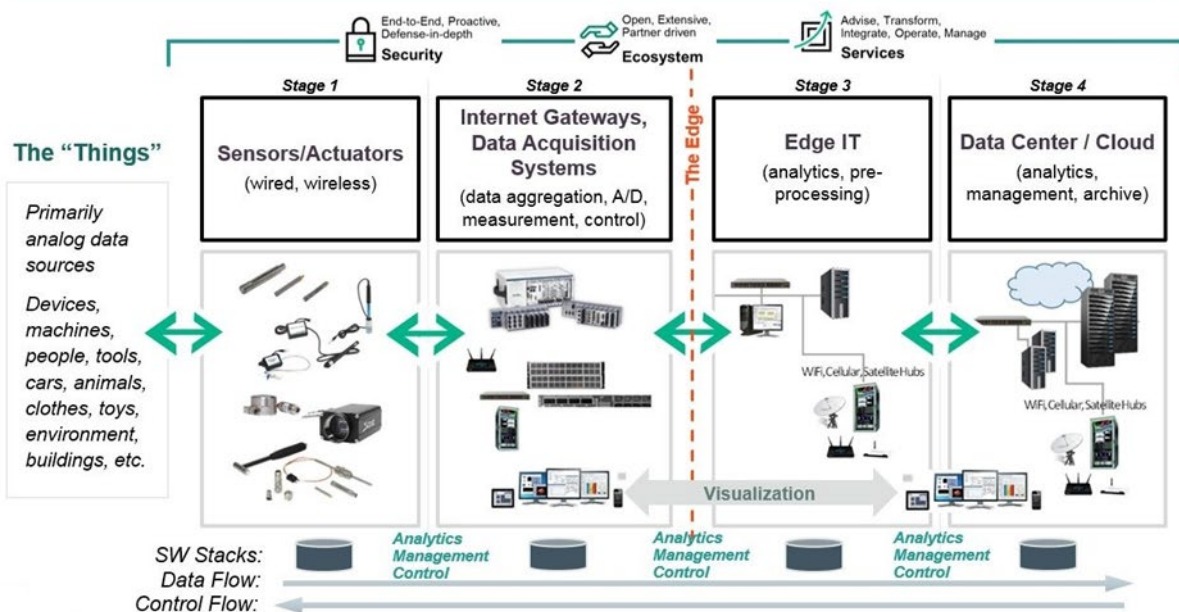 End-to-End, Proactive,
Defense-in-depth
Security
Open, Extensive,
Partner driven
Ecosystem
Advise, Transform,
Integrate, Operate, Manage
Services
Stage 1
Stage 2
Stage 3
Stage 4
The "Things"
Primarily
analog data
sources
Devices,
machines,
people, tools,
cars, animals,
clothes, toys,
environment,
buildings, etc.
Sensors/Actuators
(wired, wireless)
Internet Gateways,
Data Acquisition
Systems
(data aggregation, A/D,
measurement, control)
The Edge
Edge IT
(analytics, pre-
processing)
Data Center / Cloud
(analytics,
management, archive)
WiFi, Cellular, Satellite Hubs
WiFi, Cellular, Satellite Hubs
Visualization
SW Stacks:
Analytics
Management
Control
Analytics
Management
Control
Analytics
Management
Control
Data Flow:
Control Flow: